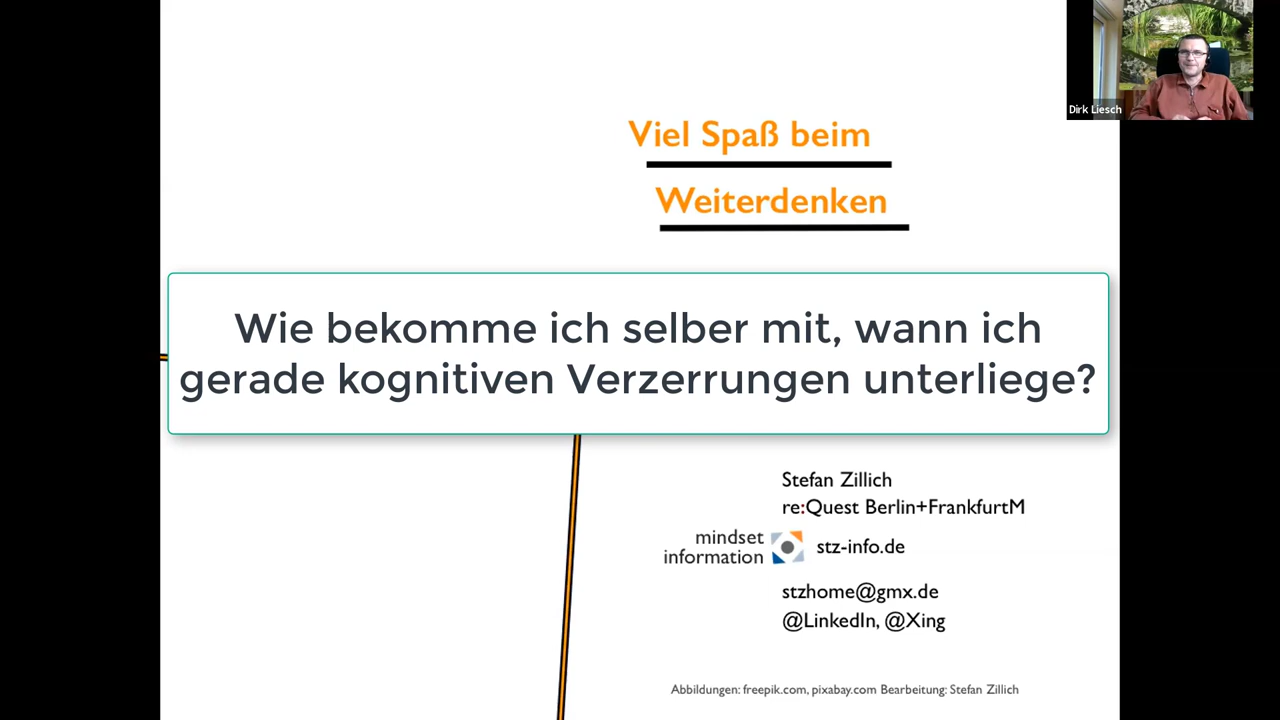 Dirk Liesch
Viel Spaß beim
Weiterdenken
Wie bekomme ich selber mit, wann ich
gerade kognitiven Verzerrungen unterliege?
Stefan Zillich
re:Quest Berlin+FrankfurtM
mindset
information
stz-info.de
stzhome@gmx.de
@LinkedIn, @Xing
Abbildungen: freepik.com, pixabay.com Bearbeitung: Stefan Zillich